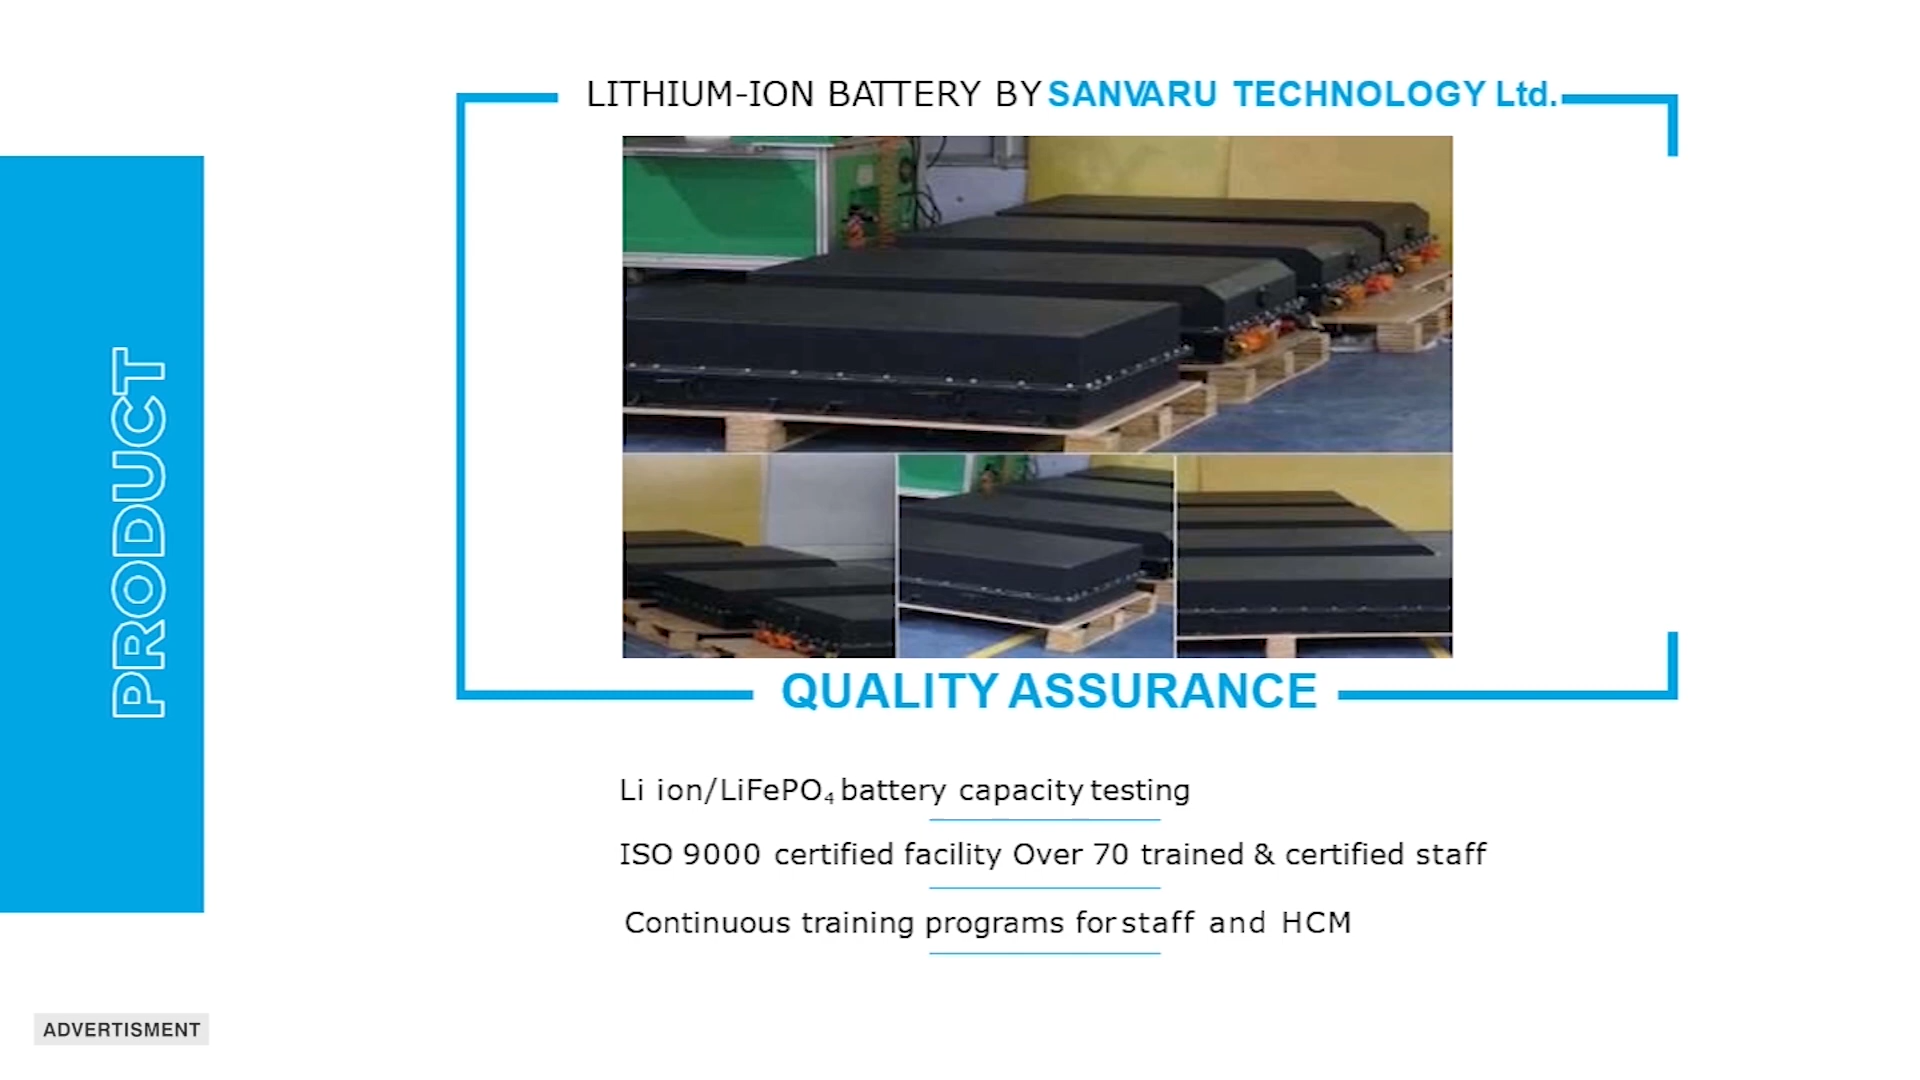 LITHIUM-ION BATTERY BY SANVARU TECHNOLOGY Ltd.
PRODUCT
QUALITY ASSURANCE
Li ion/LiFePO₄ battery capacity testing
ISO 9000 certified facility Over 70 trained & certified staff
Continuous training programs for staff and HCM
ADVERTISMENT